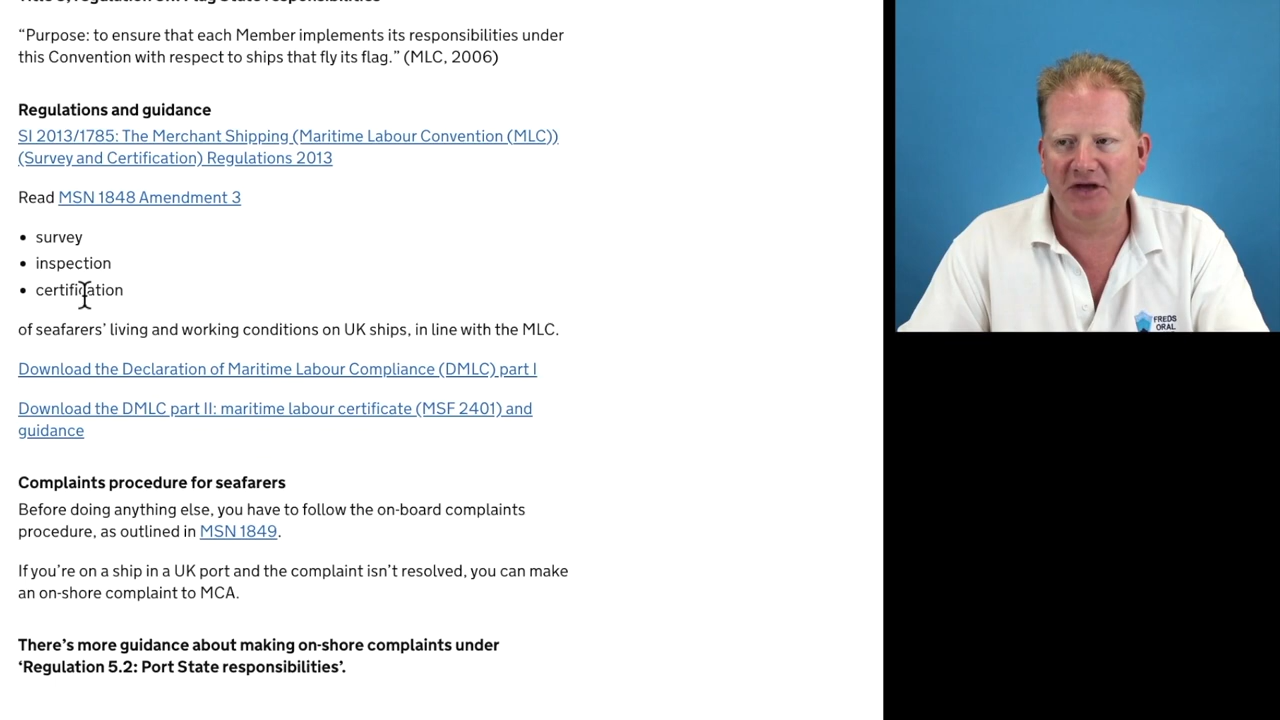 “Purpose: to ensure that each Member implements its responsibilities under
this Convention with respect to ships that fly its flag.” (MLC, 2006)
Regulations and guidance
SI 2013/1785: The Merchant Shipping (Maritime Labour Convention (MLC))
(Survey and Certification) Regulations 2013
Read MSN 1848 Amendment 3
• survey
• inspection
• certification
of seafarers’ living and working conditions on UK ships, in line with the MLC.
Download the Declaration of Maritime Labour Compliance (DMLC) part I
Download the DMLC part II: maritime labour certificate (MSF 2401) and
guidance
Complaints procedure for seafarers
Before doing anything else, you have to follow the on-board complaints
procedure, as outlined in MSN 1849.
If you’re on a ship in a UK port and the complaint isn’t resolved, you can make
an on-shore complaint to MCA.
There’s more guidance about making on-shore complaints under
‘Regulation 5.2: Port State responsibilities’.
FREDS
ORAL